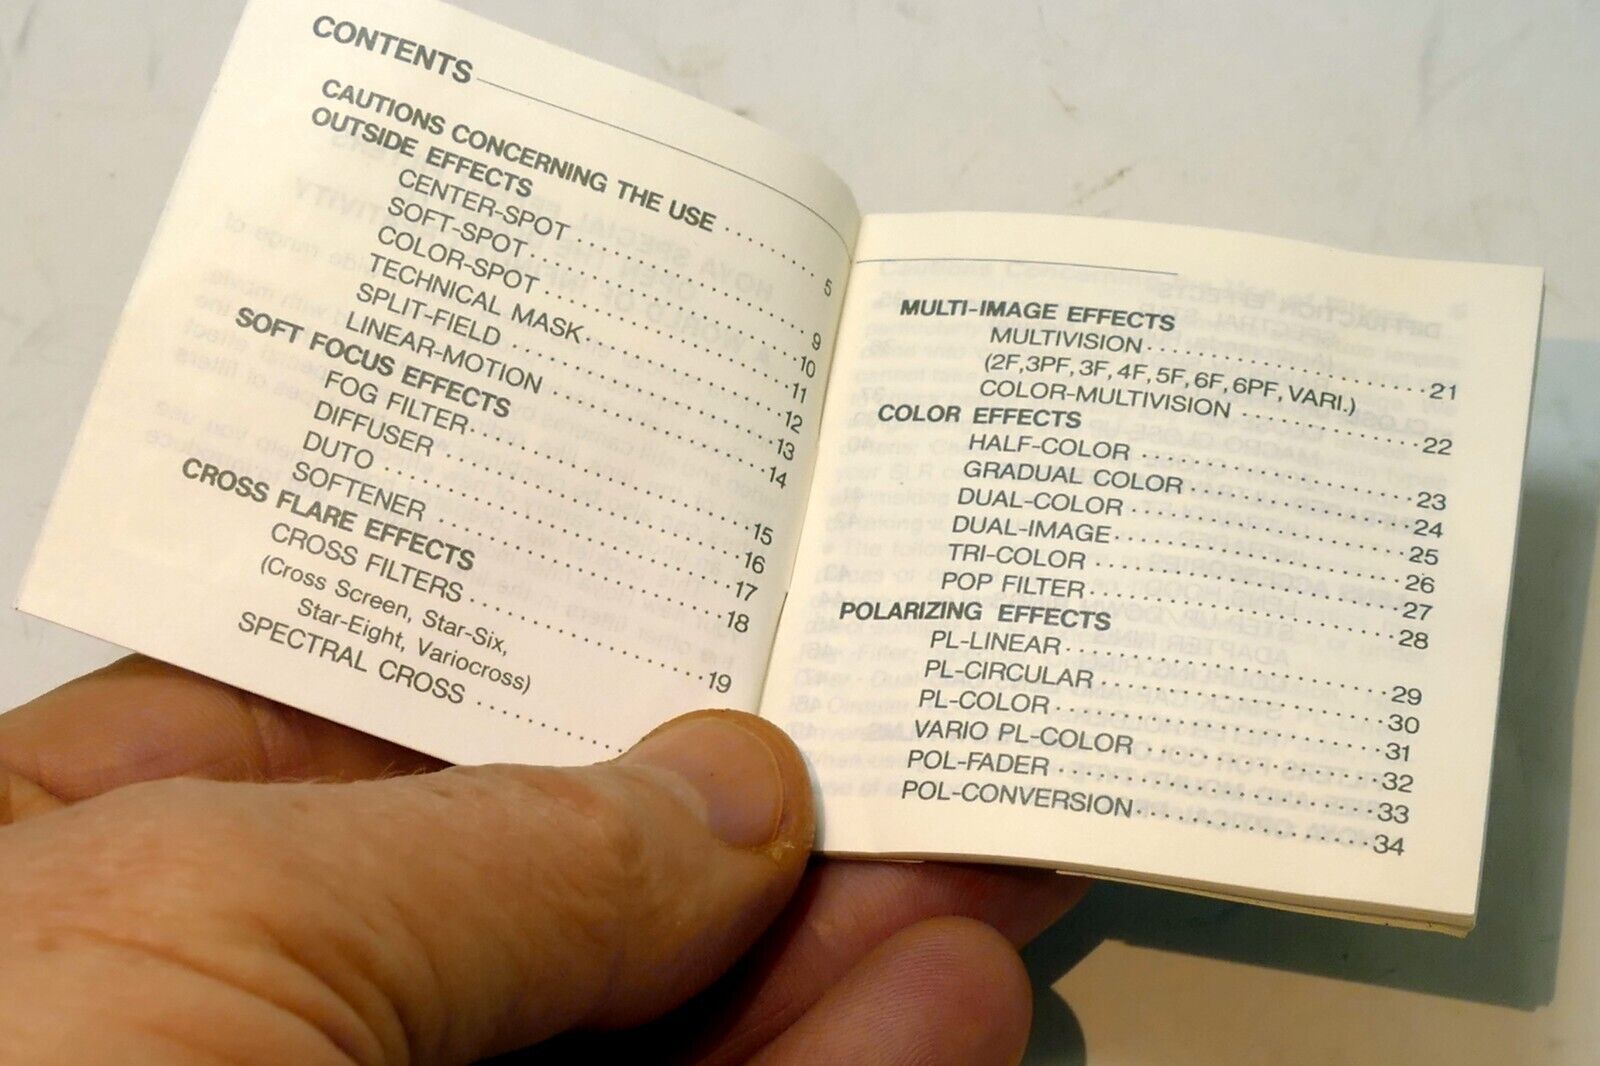 CONTENTS
CAUTIONS CONCERNING THE USE ........ 5
OUTSIDE EFFECTS
CENTER-SPOT ........ 9
SOFT-SPOT ........ 10
COLOR-SPOT ........ 11
TECHNICAL MASK ........ 12
SPLIT-FIELD ........ 13
LINEAR-MOTION ........ 14
SOFT FOCUS EFFECTS
FOG FILTER ........ 15
DIFFUSER ........ 16
DUTO ........ 17
SOFTENER ........ 18
CROSS FLARE EFFECTS
CROSS FILTERS ........ 19
(Cross Screen, Star-Six,
Star-Eight, Variocross)
SPECTRAL CROSS ........
MULTI-IMAGE EFFECTS
MULTIVISION ........ 21
(2F,3PF,3F,4F,5F,6F,6PF,VARI.)
COLOR-MULTIVISION ........ 22
COLOR EFFECTS
HALF-COLOR ........ 23
GRADUAL COLOR ........ 24
DUAL-COLOR ........ 25
DUAL-IMAGE ........ 26
TRI-COLOR ........ 27
POP FILTER ........ 28
POLARIZING EFFECTS
PL-LINEAR ........ 29
PL-CIRCULAR ........ 30
PL-COLOR ........ 31
VARIO PL-COLOR ........ 32
POL-FADER ........ 33
POL-CONVERSION ........ 34